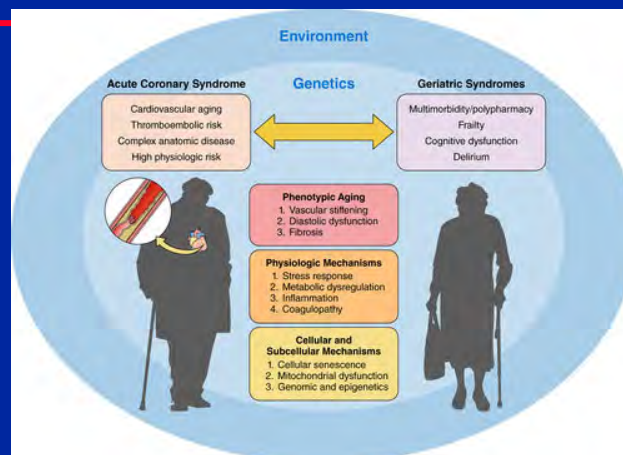 Environment
Genetics
Acute Coronary Syndrome
Cardiovascular aging
Thromboembolic risk
Complex anatomic disease
High physiologic risk
Geriatric Syndromes
Multimorbidity/polypharmacy
Frailty
Cognitive dysfunction
Delirium
Phenotypic Aging
1. Vascular stiffening
2. Diastolic dysfunction
3. Fibrosis
Physiologic Mechanisms
1. Stress response
2. Metabolic dysregulation
3. Inflammation
4. Coagulopathy
Cellular and
Subcellular Mechanisms
1. Cellular senescence
2. Mitochondrial dysfunction
3. Genomic and epigenetics